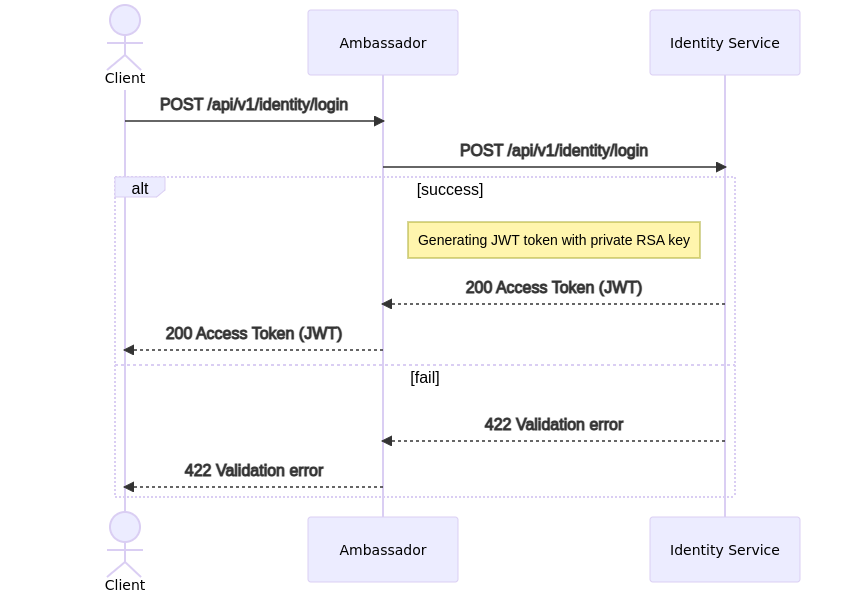 Client
Ambassador
Identity Service
POST /api/v1/identity/login
POST /api/v1/identity/login
alt
[success]
Generating JWT token with private RSA key
200 Access Token (JWT)
200 Access Token (JWT)
[fail]
422 Validation error
422 Validation error
Client
Ambassador
Identity Service